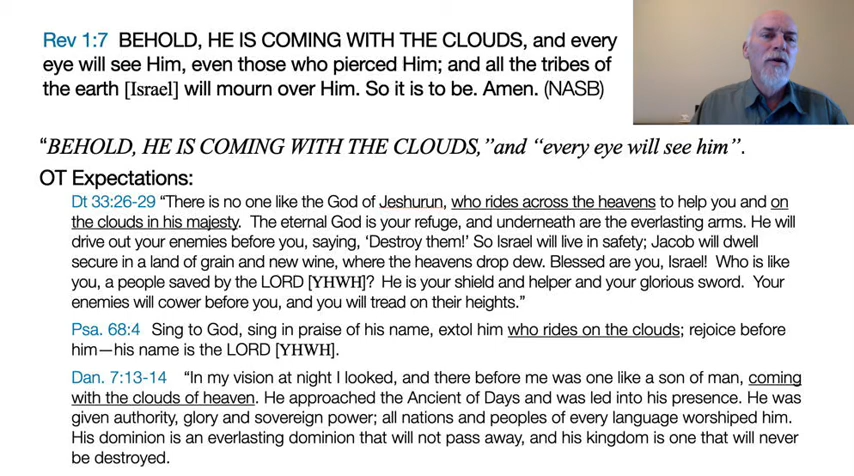 Rev 1:7 BEHOLD, HE IS COMING WITH THE CLOUDS, and every
eye will see Him, even those who pierced Him; and all the tribes of
the earth [Israel] will mourn over Him. So it is to be. Amen. (NASB)
“BEHOLD, HE IS COMING WITH THE CLOUDS,”and “every eye will see him”.
OT Expectations:
Dt 33:26-29 “There is no one like the God of Jeshurun, who rides across the heavens to help you and on
the clouds in his majesty. The eternal God is your refuge, and underneath are the everlasting arms. He will
drive out your enemies before you, saying, ‘Destroy them!’ So Israel will live in safety; Jacob will dwell
secure in a land of grain and new wine, where the heavens drop dew. Blessed are you, Israel! Who is like
you, a people saved by the LORD [YHWH]? He is your shield and helper and your glorious sword. Your
enemies will cower before you, and you will tread on their heights.”
Psa. 68:4 Sing to God, sing in praise of his name, extol him who rides on the clouds; rejoice before
him—his name is the LORD [YHWH].
Dan. 7:13-14 “In my vision at night I looked, and there before me was one like a son of man, coming
with the clouds of heaven. He approached the Ancient of Days and was led into his presence. He was
given authority, glory and sovereign power; all nations and peoples of every language worshiped him.
His dominion is an everlasting dominion that will not pass away, and his kingdom is one that will never
be destroyed.